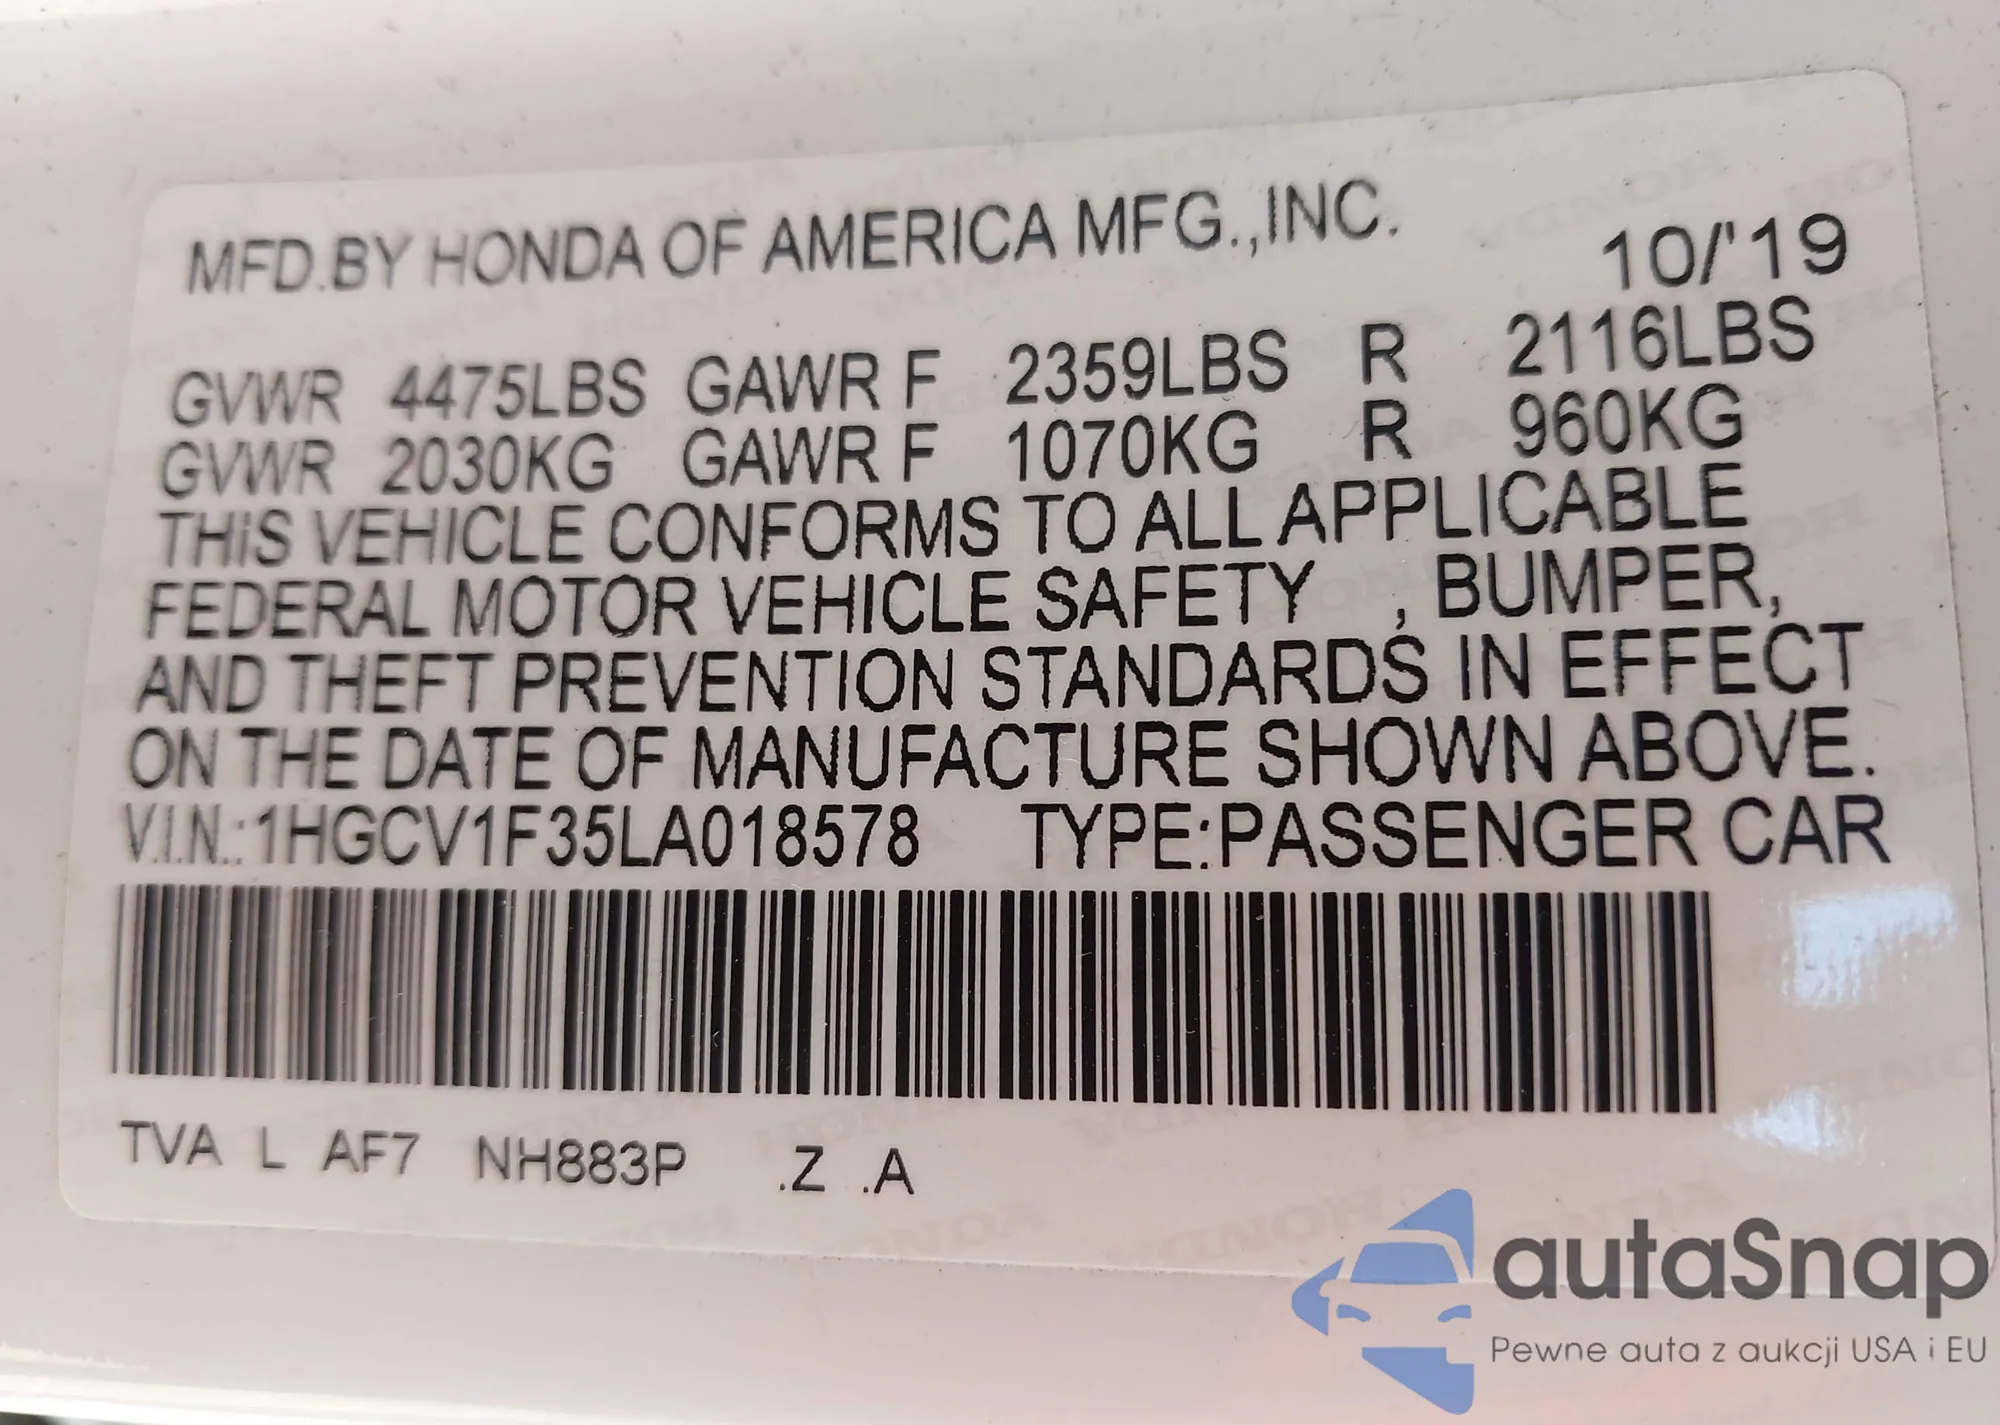 MFD.BY HONDA OF AMERICA MFG.,INC. 10/'19
GVWR 4475LBS GAWR F 2359LBS R 2116LBS
GVWR 2030KG GAWR F 1070KG R 960KG
THiS VEHICLE CONFORMS TO ALL APPLICABLE
FEDERAL MOTOR VEHICLE SAFETY , BUMPER,
AND THEFT PREVENTION STANDARDS IN EFFECT
ON THE DATE OF MANUFACTURE SHOWN ABOVE.
V.I.N.:1HGCV1F35LA018578 TYPE:PASSENGER CAR
TVA L AF7 NH883P .Z .A
autaSnap
Pewne auta z aukcji USA i EU